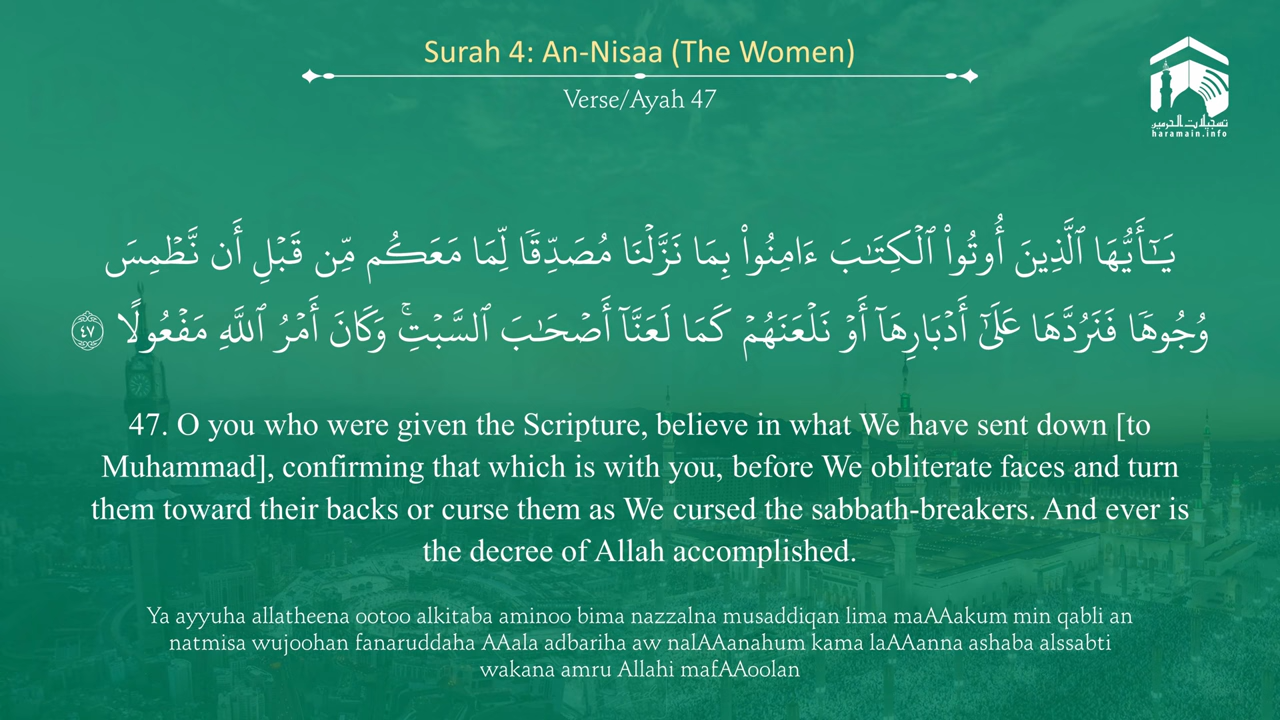 Surah 4: An-Nisaa (The Women)
Verse/Ayah 47
تسجيلات الحرمين
haramain.info
يَـٰٓأَيُّهَا ٱلَّذِينَ أُوتُوا۟ ٱلْكِتَـٰبَ ءَامِنُوا۟ بِمَا نَزَّلْنَا مُصَدِّقًا لِّمَا مَعَكُم مِّن قَبْلِ أَن نَّطْمِسَ
وُجُوهًا فَنَرُدَّهَا عَلَىٰٓ أَدْبَارِهَآ أَوْ نَلْعَنَهُمْ كَمَا لَعَنَّآ أَصْحَـٰبَ ٱلسَّبْتِ ۚ وَكَانَ أَمْرُ ٱللَّهِ مَفْعُولًا ٤٧
47. O you who were given the Scripture, believe in what We have sent down [to
Muhammad], confirming that which is with you, before We obliterate faces and turn
them toward their backs or curse them as We cursed the sabbath-breakers. And ever is
the decree of Allah accomplished.
Ya ayyuha allatheena ootoo alkitaba aminoo bima nazzalna musaddiqan lima maAAakum min qabli an
natmisa wujoohan fanaruddaha AAala adbariha aw nalAAanahum kama laAAanna ashaba alssabti
wakana amru Allahi mafAAoolan